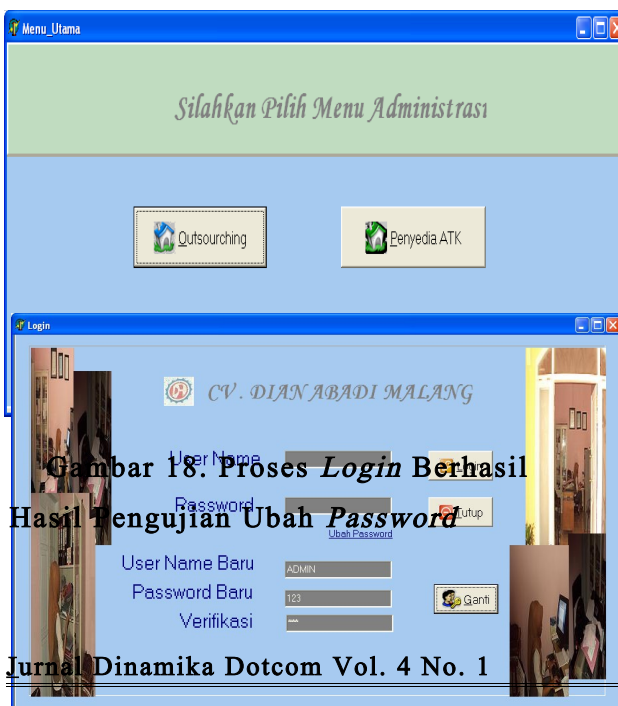 Menu_Utama
Silahkan Pilih Menu Administrasi
Outsourching
Penyedia ATK
Login
CV. DIAN ABADI MALANG
User Name
Gambar 18. Proses Login Berhasil
Password
Tutup
Hasil Pengujian Ubah Password
Ubah Password
User Name Baru
ADMIN
Password Baru
123
Ganti
Verifikasi
***
Jurnal Dinamika Dotcom Vol. 4 No. 1